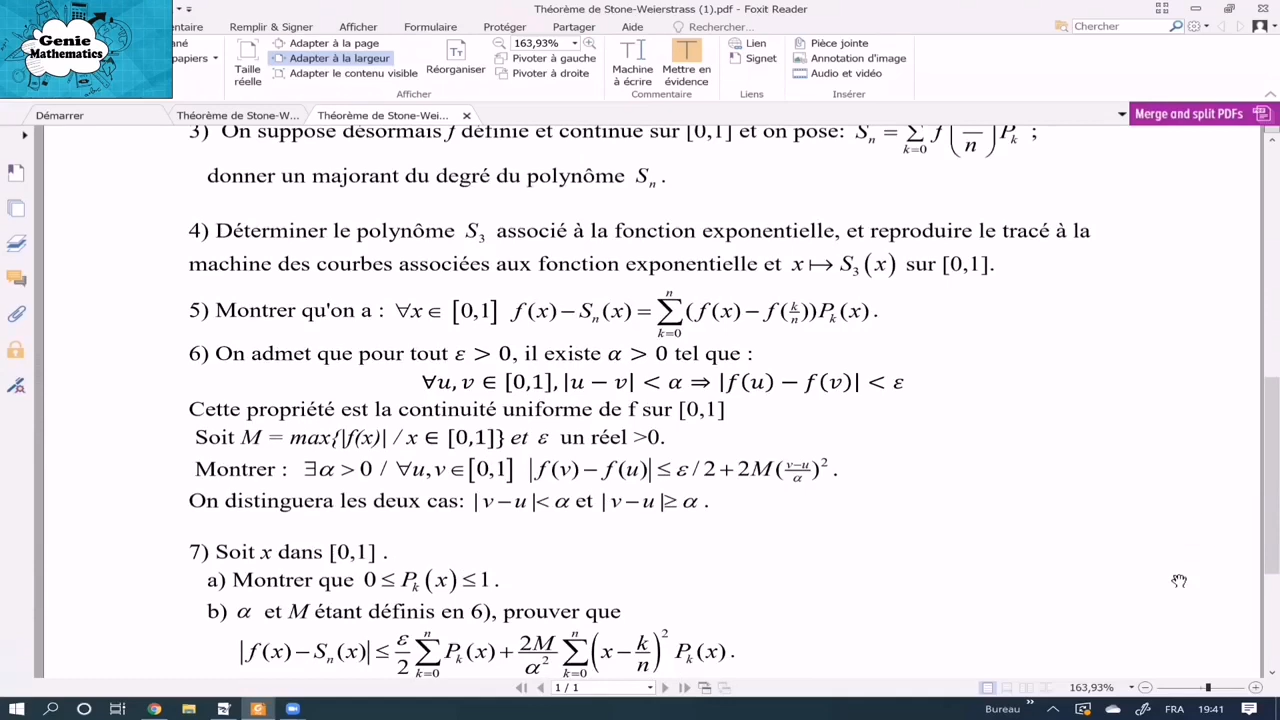 Théorème de Stone-Weierstrass (1).pdf - Foxit Reader
Genie
Mathematics
entaire Remplir & Signer Afficher Formulaire Protéger Partager Aide Rechercher... Chercher
ané
papiers
Taille
réelle
Adapter à la page
Adapter à la largeur
Adapter le contenu visible
Réorganiser
163,93%
Pivoter à gauche
Pivoter à droite
Afficher
Machine
à écrire
Mettre en
évidence
Commentaire
Lien
Signet
Liens
Pièce jointe
Annotation d'image
Audio et vidéo
Insérer
Démarrer Théorème de Stone-W... Théorème de Stone-Wei... Merge and split PDFs
3) On suppose désormais f définie et continue sur [0,1] et on pose: Sₙ = ∑_{k=0} f( /n) Pₖ ;
donner un majorant du degré du polynôme Sₙ.
4) Déterminer le polynôme S₃ associé à la fonction exponentielle, et reproduire le tracé à la
machine des courbes associées aux fonction exponentielle et x ↦ S₃(x) sur [0,1].
5) Montrer qu'on a : ∀x ∈ [0,1] f(x) − Sₙ(x) = ∑_{k=0}^{n} (f(x) − f(k/n))Pₖ(x).
6) On admet que pour tout ε > 0, il existe α > 0 tel que :
∀u, v ∈ [0,1], |u − v| < α ⇒ |f(u) − f(v)| < ε
Cette propriété est la continuité uniforme de f sur [0,1]
Soit M = max{|f(x)| / x ∈ [0,1]} et ε un réel >0.
Montrer : ∃α > 0 / ∀u, v ∈ [0,1] |f(v) − f(u)| ≤ ε / 2 + 2M((v−u)/α)².
On distinguera les deux cas: |v − u| < α et |v − u| ≥ α.
7) Soit x dans [0,1] .
a) Montrer que 0 ≤ Pₖ(x) ≤ 1.
b) α et M étant définis en 6), prouver que
|f(x) − Sₙ(x)| ≤ ε/2 ∑_{k=0}^{n} Pₖ(x) + 2M/α² ∑_{k=0}^{n} (x − k/n)² Pₖ(x).
1 / 1 163,93%
Bureau FRA 19:41